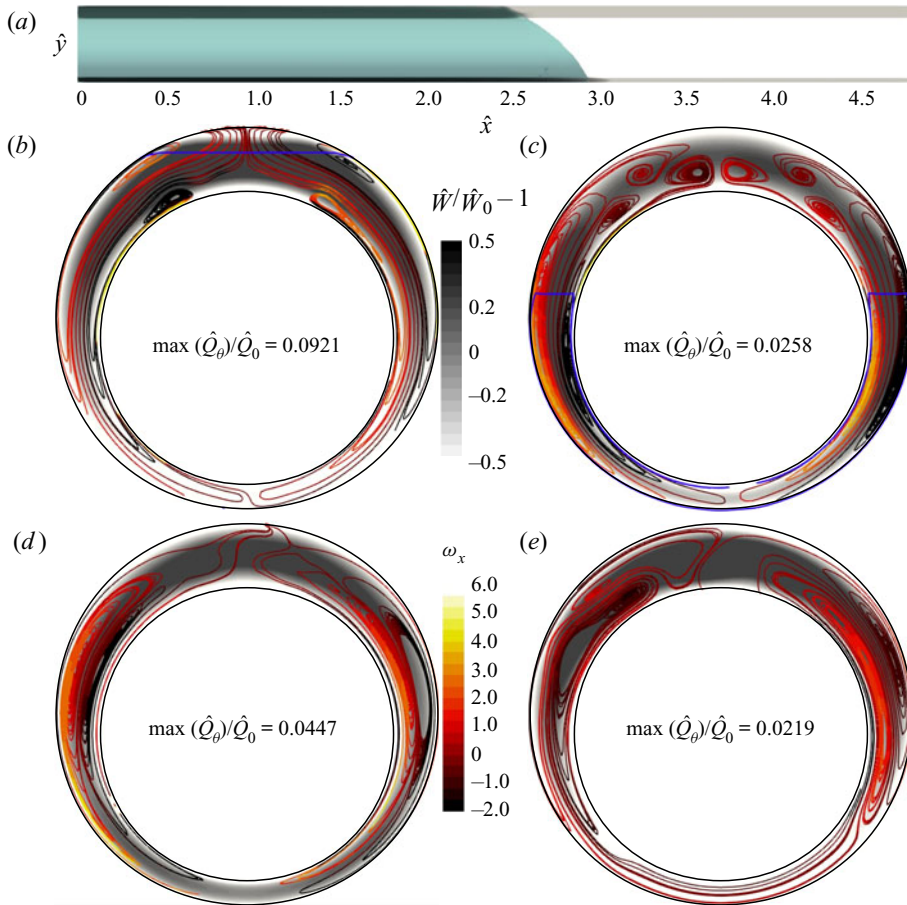 (a)
ŷ
0 0.5 1.0 1.5 2.0 2.5 3.0 3.5 4.0 4.5
x̂
(b)
max (Q̂θ)/Q̂0 = 0.0921
Ŵ/Ŵ0 – 1
0.5
0.2
0
–0.2
–0.5
(c)
max (Q̂θ)/Q̂0 = 0.0258
(d)
max (Q̂θ)/Q̂0 = 0.0447
ωx
6.0
5.0
4.0
3.0
2.0
1.0
0
–1.0
–2.0
(e)
max (Q̂θ)/Q̂0 = 0.0219